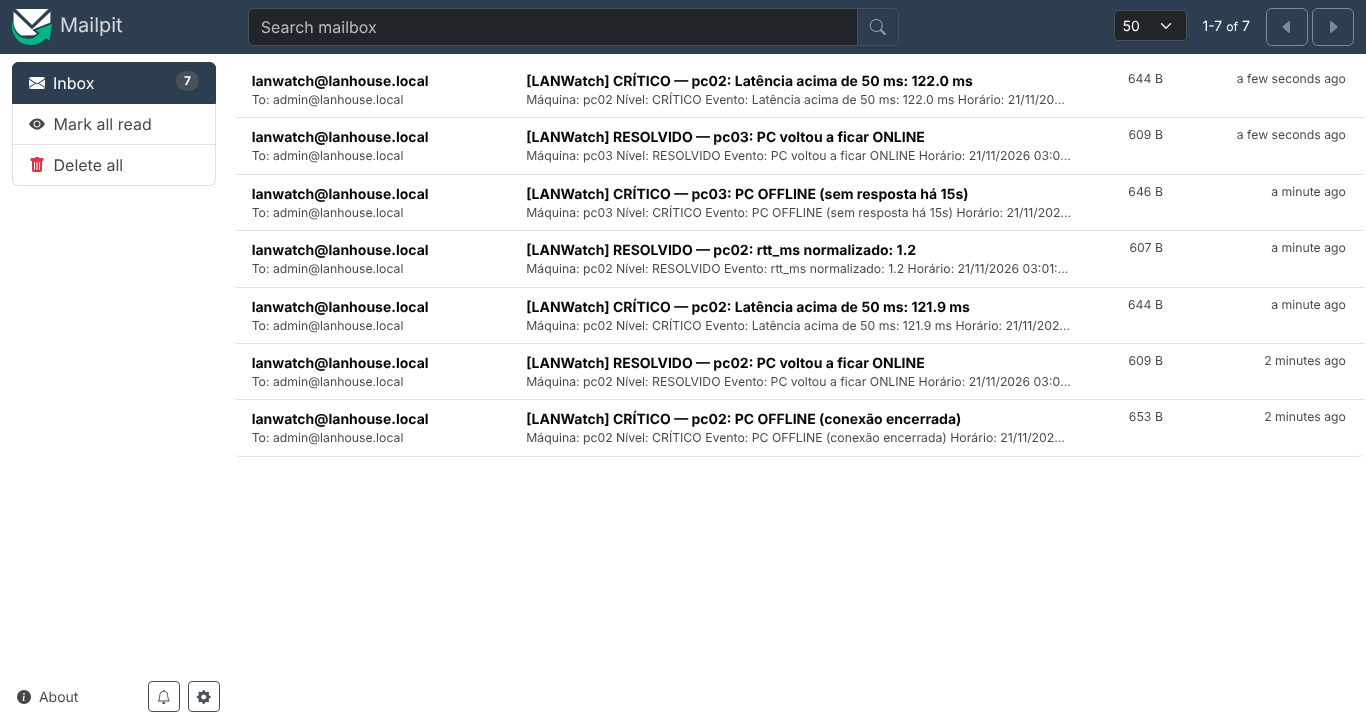 Mailpit
Search mailbox
50
1-7 of 7
Inbox
7
Mark all read
Delete all
lanwatch@lanhouse.local
To: admin@lanhouse.local
[LANWatch] CRÍTICO — pc02: Latência acima de 50 ms: 122.0 ms
Máquina: pc02 Nível: CRÍTICO Evento: Latência acima de 50 ms: 122.0 ms Horário: 21/11/20...
644 B
a few seconds ago
lanwatch@lanhouse.local
To: admin@lanhouse.local
[LANWatch] RESOLVIDO — pc03: PC voltou a ficar ONLINE
Máquina: pc03 Nível: RESOLVIDO Evento: PC voltou a ficar ONLINE Horário: 21/11/2026 03:0...
609 B
a few seconds ago
lanwatch@lanhouse.local
To: admin@lanhouse.local
[LANWatch] CRÍTICO — pc03: PC OFFLINE (sem resposta há 15s)
Máquina: pc03 Nível: CRÍTICO Evento: PC OFFLINE (sem resposta há 15s) Horário: 21/11/202...
646 B
a minute ago
lanwatch@lanhouse.local
To: admin@lanhouse.local
[LANWatch] RESOLVIDO — pc02: rtt_ms normalizado: 1.2
Máquina: pc02 Nível: RESOLVIDO Evento: rtt_ms normalizado: 1.2 Horário: 21/11/2026 03:01:...
607 B
a minute ago
lanwatch@lanhouse.local
To: admin@lanhouse.local
[LANWatch] CRÍTICO — pc02: Latência acima de 50 ms: 121.9 ms
Máquina: pc02 Nível: CRÍTICO Evento: Latência acima de 50 ms: 121.9 ms Horário: 21/11/202...
644 B
a minute ago
lanwatch@lanhouse.local
To: admin@lanhouse.local
[LANWatch] RESOLVIDO — pc02: PC voltou a ficar ONLINE
Máquina: pc02 Nível: RESOLVIDO Evento: PC voltou a ficar ONLINE Horário: 21/11/2026 03:0...
609 B
2 minutes ago
lanwatch@lanhouse.local
To: admin@lanhouse.local
[LANWatch] CRÍTICO — pc02: PC OFFLINE (conexão encerrada)
Máquina: pc02 Nível: CRÍTICO Evento: PC OFFLINE (conexão encerrada) Horário: 21/11/202...
653 B
2 minutes ago
About